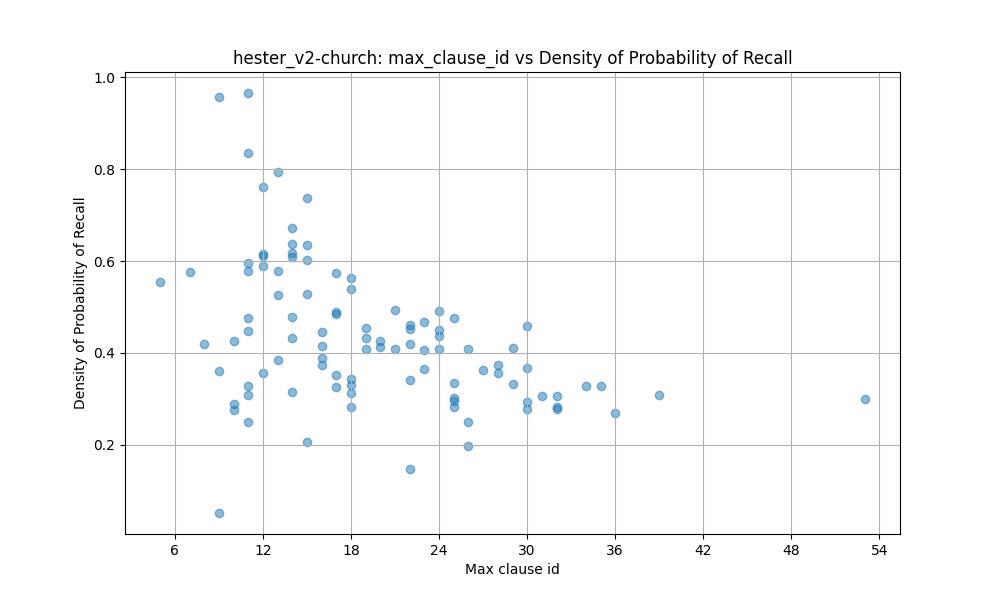 hester_v2-church: max_clause_id vs Density of Probability of Recall
1.0
0.8
0.6
0.4
0.2
Density of Probability of Recall
6 12 18 24 30 36 42 48 54
Max clause id